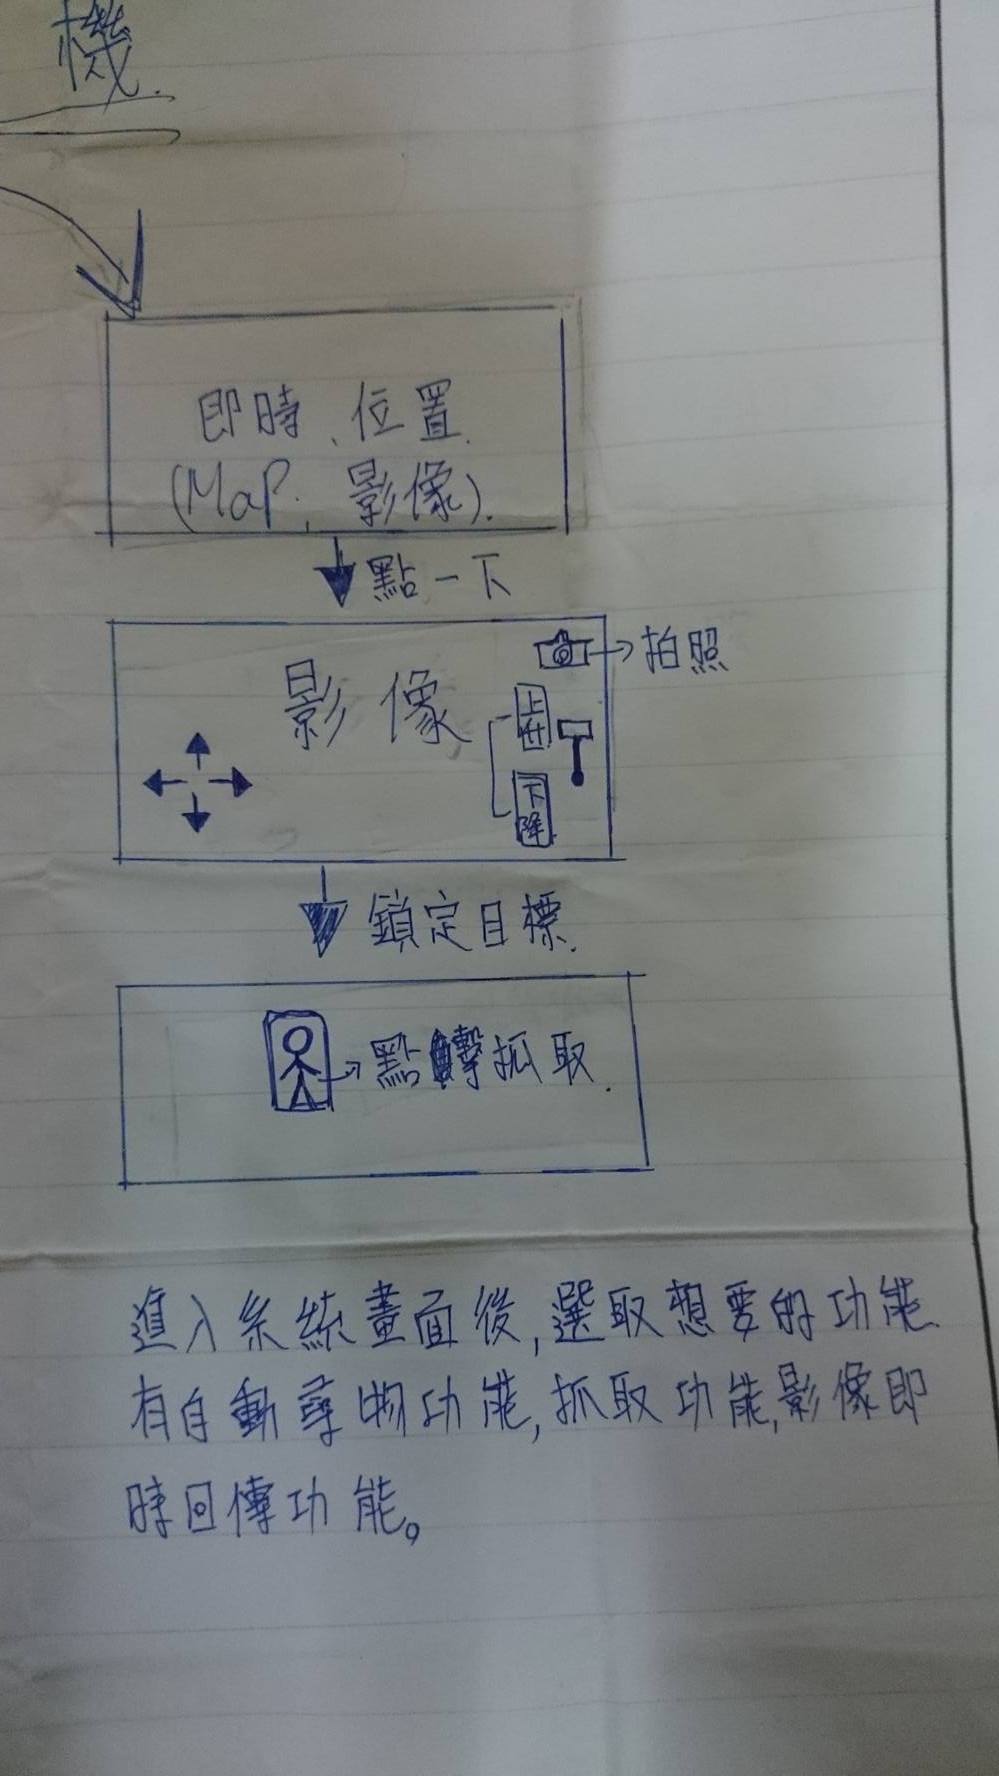 機
即時、位置
(MaP、影像)
點一下
影像
拍照
上升
下降
鎖定目標
點擊抓取
進入系統畫面後,選取想要的功能
有自動尋物功能,抓取功能,影像即
時回傳功能。